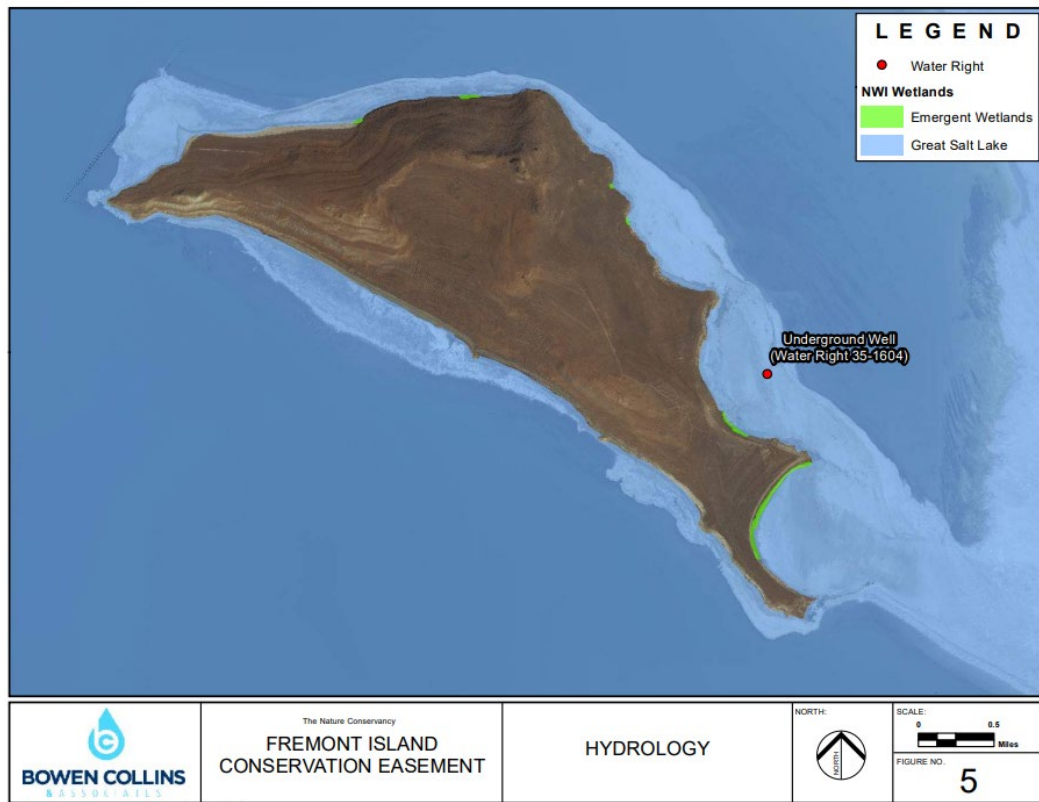 L E G E N D
Water Right
NWI Wetlands
Emergent Wetlands
Great Salt Lake
Underground Well
(Water Right 35-1604)
BOWEN COLLINS
& ASSOCIATES
The Nature Conservancy
FREMONT ISLAND
CONSERVATION EASEMENT
HYDROLOGY
NORTH:
NORTH
SCALE:
0 0.5
Miles
FIGURE NO.
5